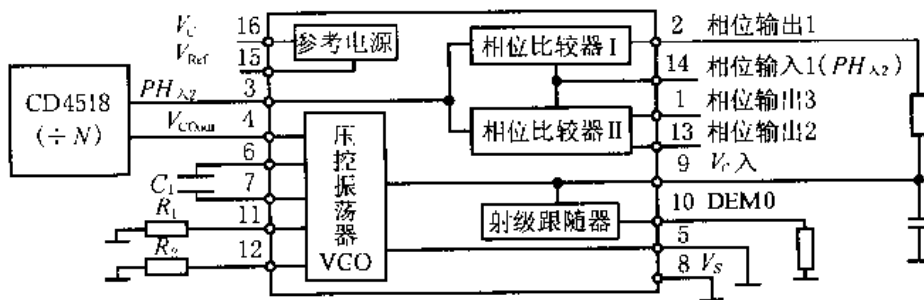 CD4518
(÷N)
V_C
V_Ref
PH_入2
V_COout
C_1
R_1
R_2
16
15
3
4
6
7
11
12
参考电源
压控振荡器
VCO
相位比较器 I
相位比较器 II
射级跟随器
2 相位输出1
14 相位输入1(PH_入2)
1 相位输出3
13 相位输出2
9 V_C入
10 DEM0
5
8 V_S